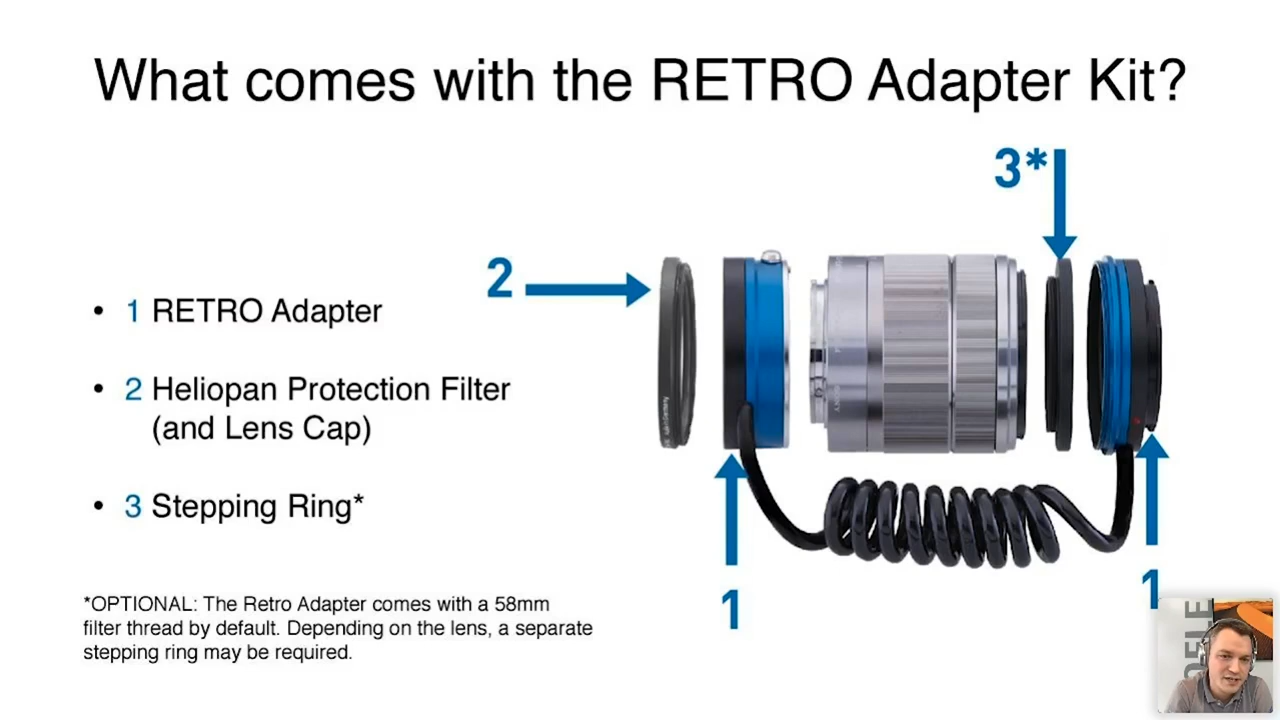 What comes with the RETRO Adapter Kit?
3*
2
• 1 RETRO Adapter
• 2 Heliopan Protection Filter
(and Lens Cap)
• 3 Stepping Ring*
1
1
*OPTIONAL: The Retro Adapter comes with a 58mm
filter thread by default. Depending on the lens, a separate
stepping ring may be required.